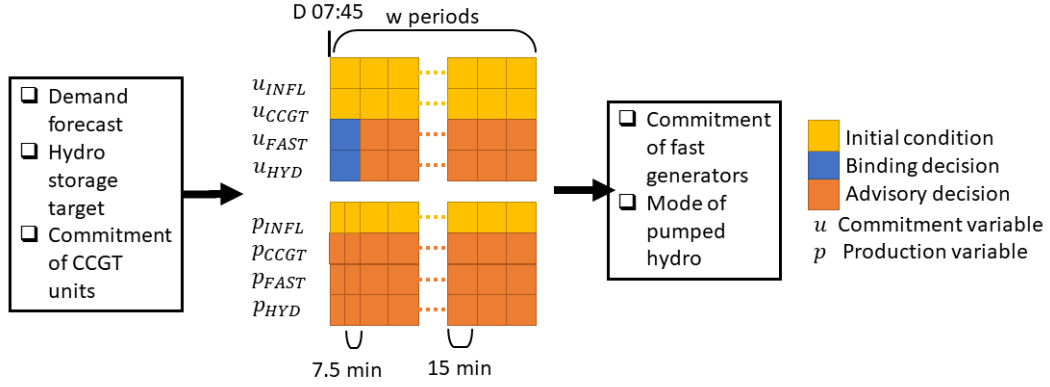 D 07:45
w periods
❑ Demand
forecast
❑ Hydro
storage
target
❑ Commitment
of CCGT
units
u_INFL
u_CCGT
u_FAST
u_HYD
p_INFL
p_CCGT
p_FAST
p_HYD
7.5 min
15 min
❑ Commitment
of fast
generators
❑ Mode of
pumped
hydro
Initial condition
Binding decision
Advisory decision
u Commitment variable
p Production variable